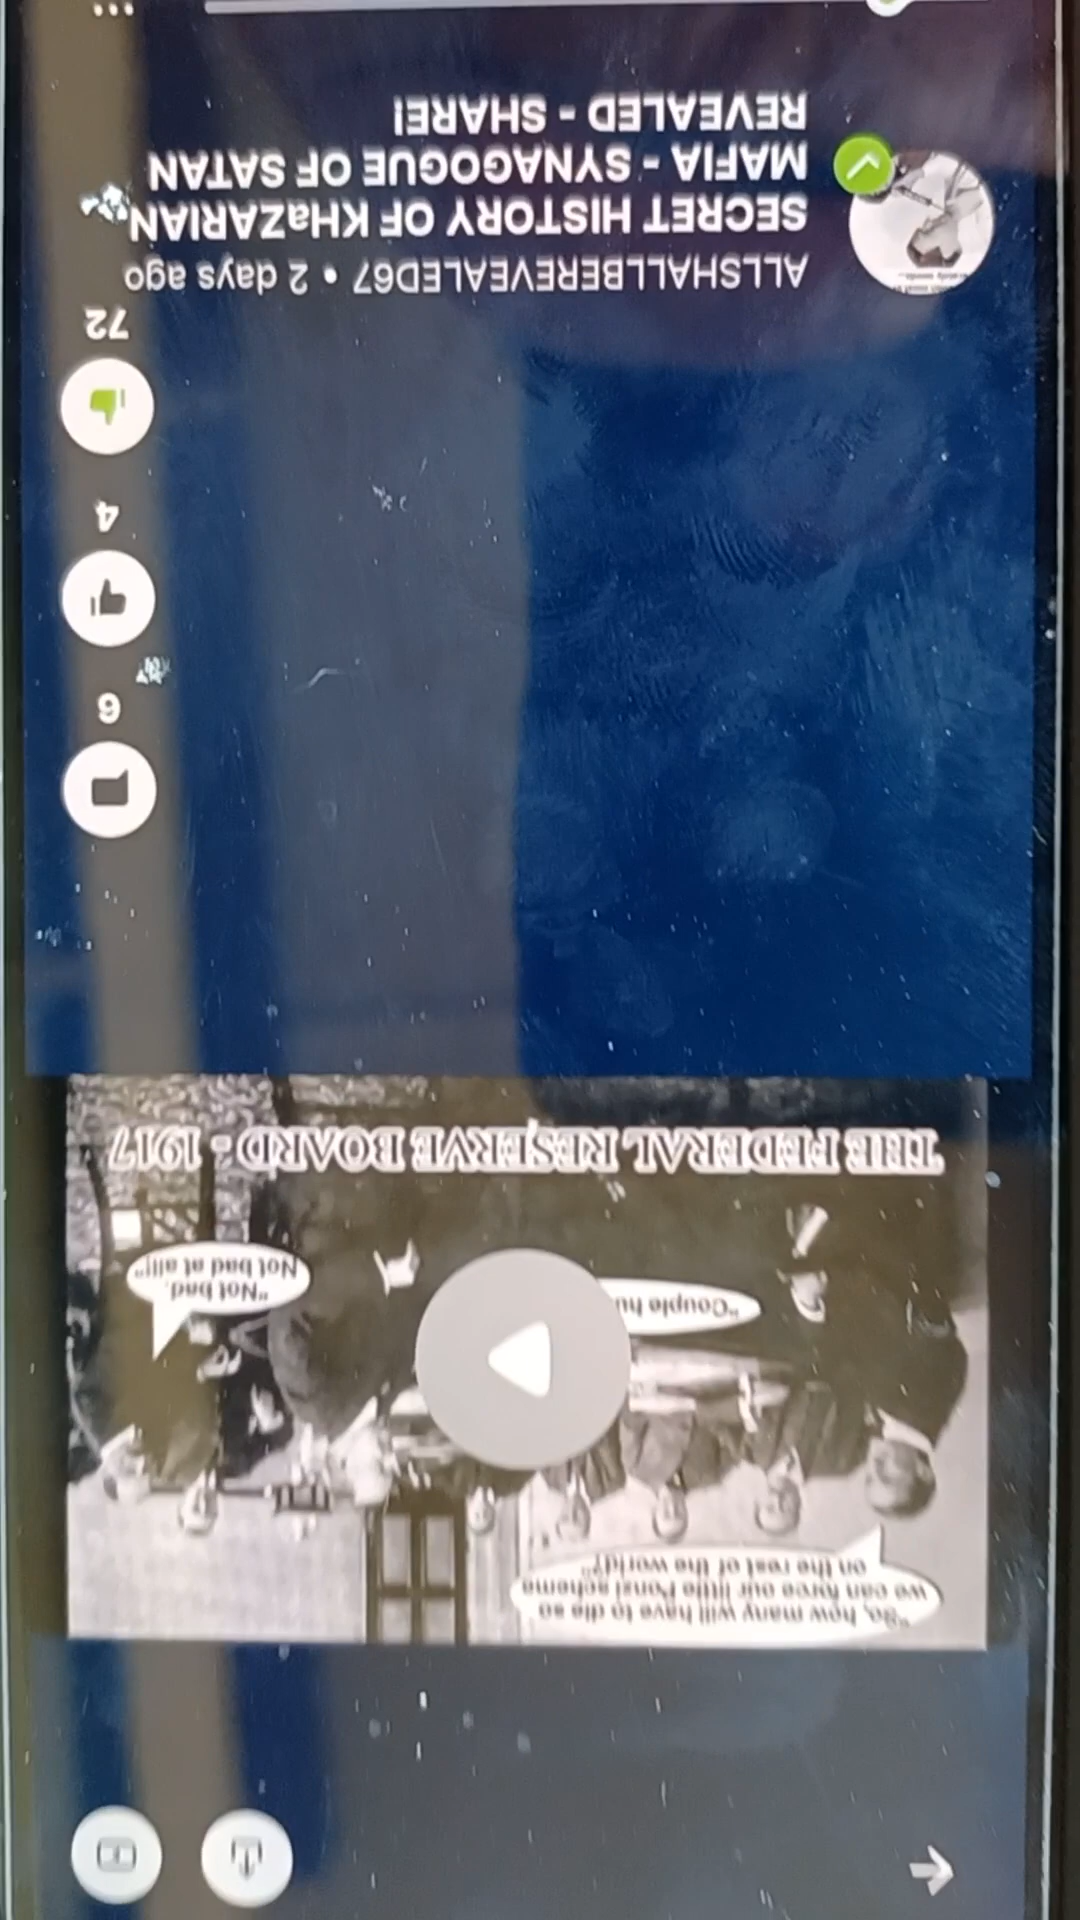 "So, how many will have to die so
we can force our little Ponzi scheme
on the rest of the world?"
"Couple hu
"Not bad.
Not bad at all!"
THE FEDERAL RESERVE BOARD - 1917
6
4
72
ALLSHALLBEREVEALED67 • 2 days ago
SECRET HISTORY OF KHaZARIAN
MAFIA - SYNAGOGUE OF SATAN
REVEALED - SHARE!